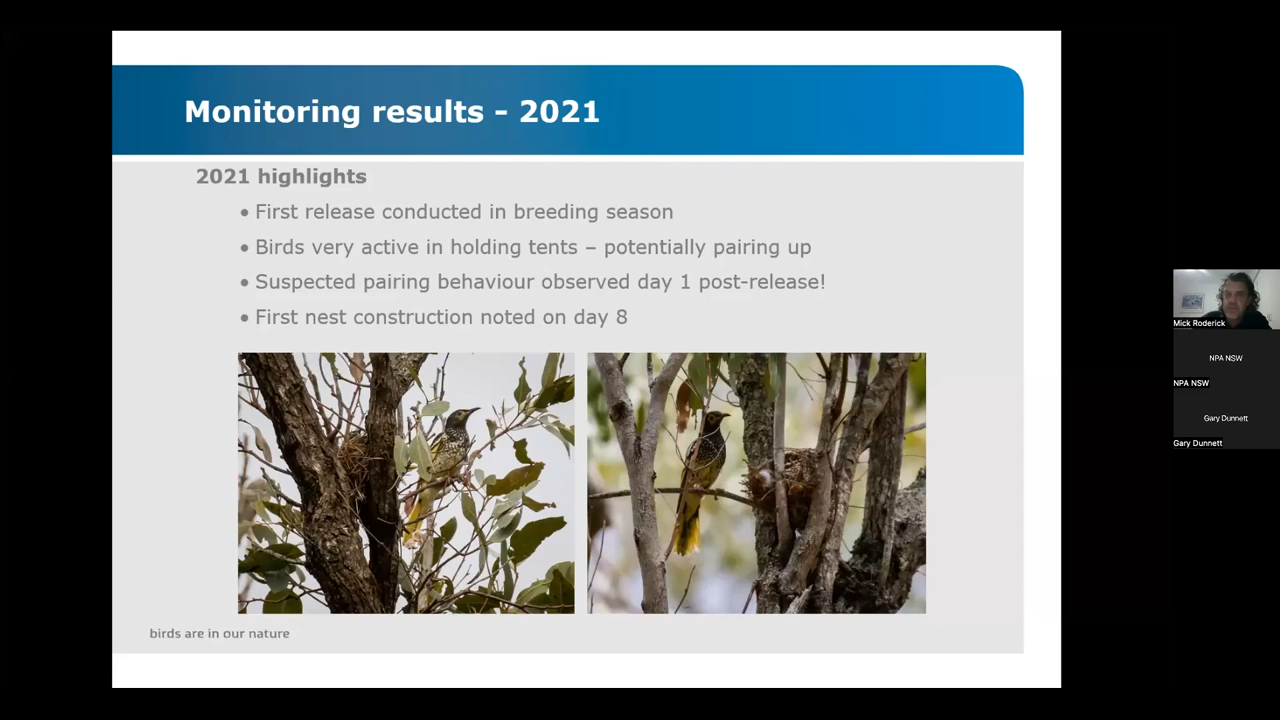 Monitoring results - 2021
2021 highlights
• First release conducted in breeding season
• Birds very active in holding tents – potentially pairing up
• Suspected pairing behaviour observed day 1 post-release!
• First nest construction noted on day 8
birds are in our nature
Mick Roderick
NPA NSW
NPA NSW
Gary Dunnett
Gary Dunnett